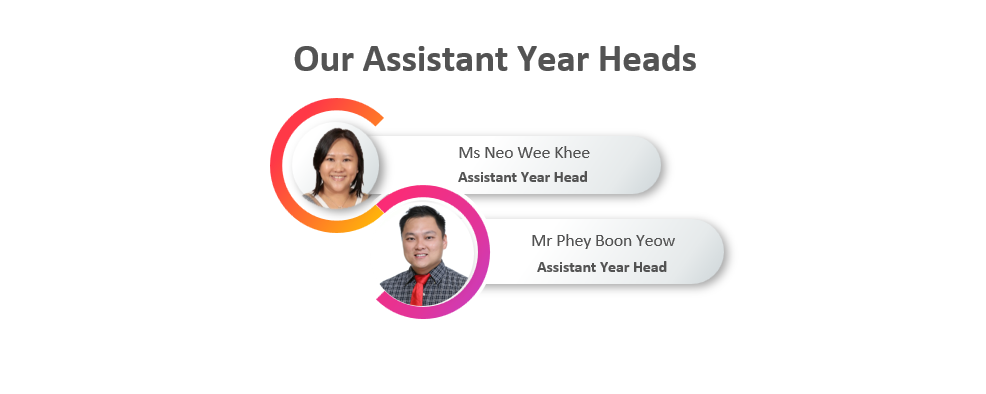 Our Assistant Year Heads
Ms Neo Wee Khee
Assistant Year Head
Mr Phey Boon Yeow
Assistant Year Head